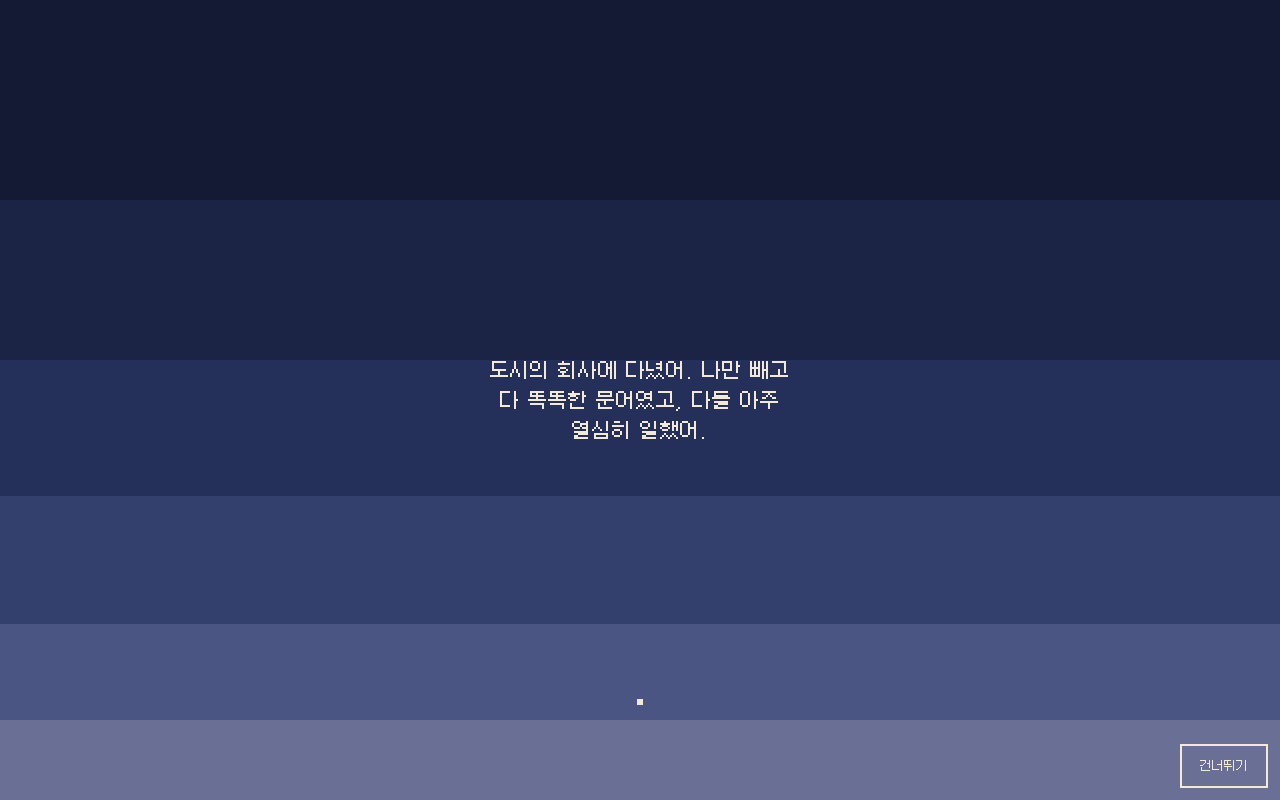 도시의 회사에 다녔어. 나만 빼고
다 똑똑한 문어였고, 다들 아주
열심히 일했어.
건너뛰기